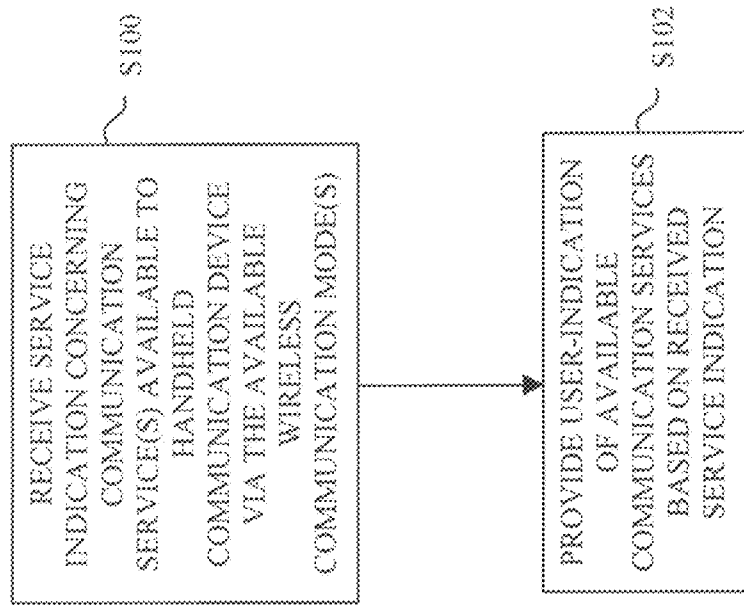 RECEIVE SERVICE
INDICATION CONCERNING
COMMUNICATION
SERVICE(S) AVAILABLE TO
HANDHELD
COMMUNICATION DEVICE
VIA THE AVAILABLE
WIRELESS
COMMUNICATION MODE(S)
S100
PROVIDE USER-INDICATION
OF AVAILABLE
COMMUNICATION SERVICES
BASED ON RECEIVED
SERVICE INDICATION
S102